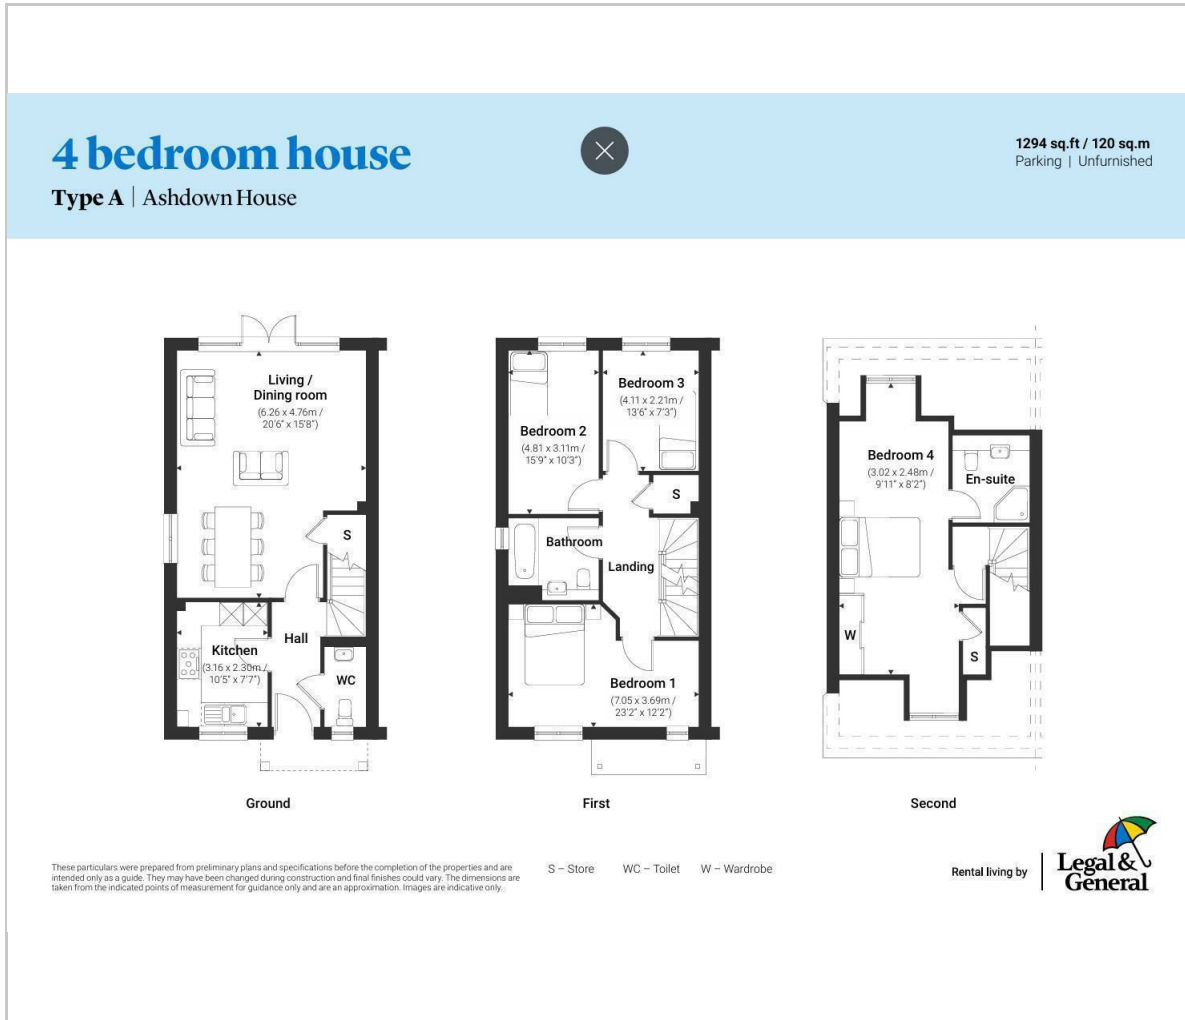 4 bedroom house
Type A | Ashdown House
1294 sq.ft / 120 sq.m
Parking | Unfurnished
Living /
Dining room
(6.26 x 4.76m /
20'6" x 15'8")
S
Hall
Kitchen
(3.16 x 2.30m /
10'5" x 7'7")
WC
Ground
Bedroom 3
(4.11 x 2.21m /
13'6" x 7'3")
Bedroom 2
(4.81 x 3.11m /
15'9" x 10'3")
S
Bathroom
Landing
Bedroom 1
(7.05 x 3.69m /
23'2" x 12'2")
First
Bedroom 4
(3.02 x 2.48m /
9'11" x 8'2")
En-suite
W
S
Second
These particulars were prepared from preliminary plans and specifications before the completion of the properties and are
intended only as a guide. They may have been changed during construction and final finishes could vary. The dimensions are
taken from the indicated points of measurement for guidance only and are an approximation. Images are indicative only.
S – Store WC – Toilet W – Wardrobe
Rental living by
Legal &
General